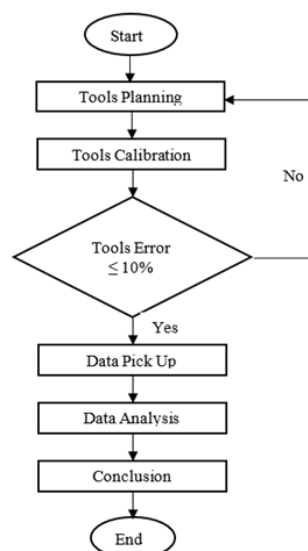 Start
Tools Planning
Tools Calibration
No
Tools Error
≤ 10%
Yes
Data Pick Up
Data Analysis
Conclusion
End